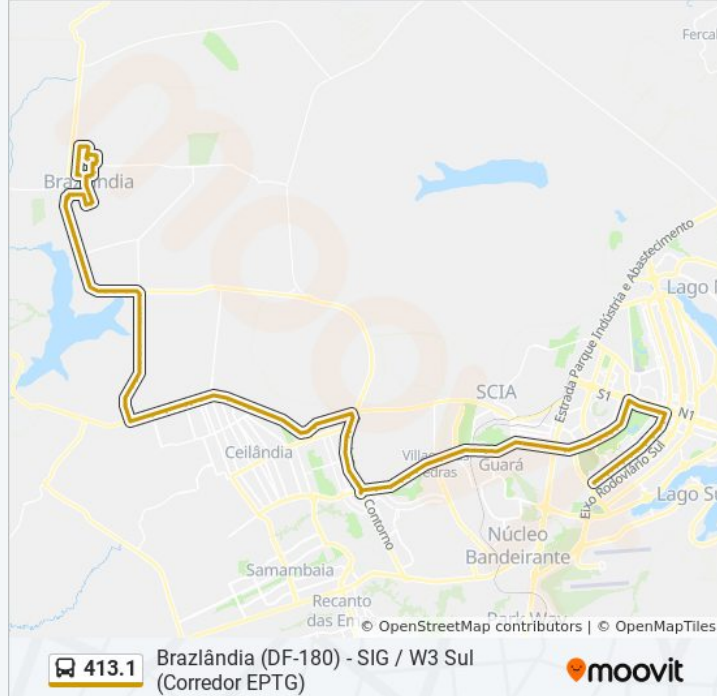 Fercal
Brazlândia
Estrada Parque Indústria e Abastecimento
Lago N
SCIA
S1
N1
Ceilândia
Guará
Eixo Rodoviário Sul
Lago Su
Contorno
Núcleo
Bandeirante
Samambaia
Recanto
das Em
Park Way
© OpenStreetMap contributors | © OpenMapTiles
413.1
Brazlândia (DF-180) - SIG / W3 Sul
(Corredor EPTG)
moovit